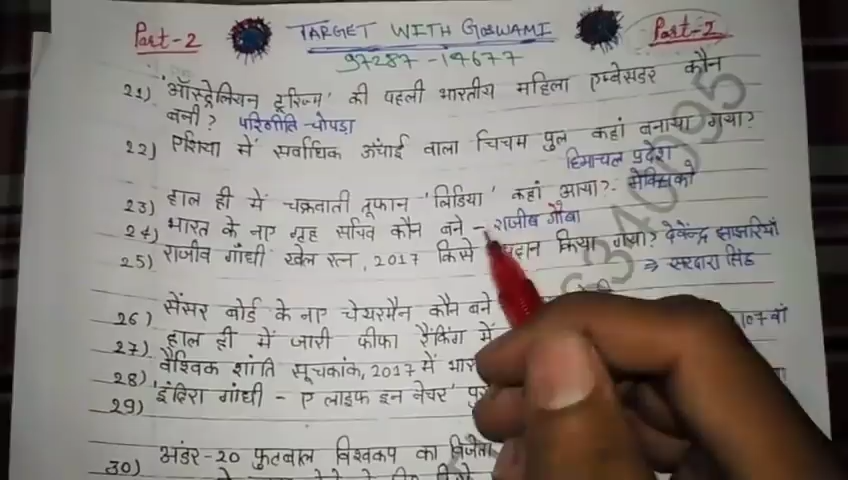 Part-2 TARGET WITH GOSWAMI Part-2
97287-19677
21) 'ऑस्ट्रेलियन टूरिज्म' की पहली भारतीय महिला एम्बेसडर कौन
बनी? परिणीति-चोपड़ा
22) एशिया में सर्वाधिक ऊंचाई वाला चिचम पुल कहां बनाया गया?
हिमाचल प्रदेश
23) हाल ही में चक्रवाती तूफान 'लिडिया' कहां आया?- मेक्सिको
24) भारत के नए गृह सचिव कौन बने - राजीव गौबा
25) राजीव गांधी खेल रत्न, 2017 किसे किया गया? देवेन्द्र झाझरियाँ
⇒ सरदारा सिंह
26) सेंसर बोर्ड के नए चेयरमैन कौन बने
27) हाल ही में जारी फीफा रैंकिंग में 107वां
28) वैश्विक शांति सूचकांक, 2017 में
29) 'इंदिरा गांधी - ए लाइफ इन नेचर'
30) अंडर-20 फुटबाल विश्वकप का विजेता